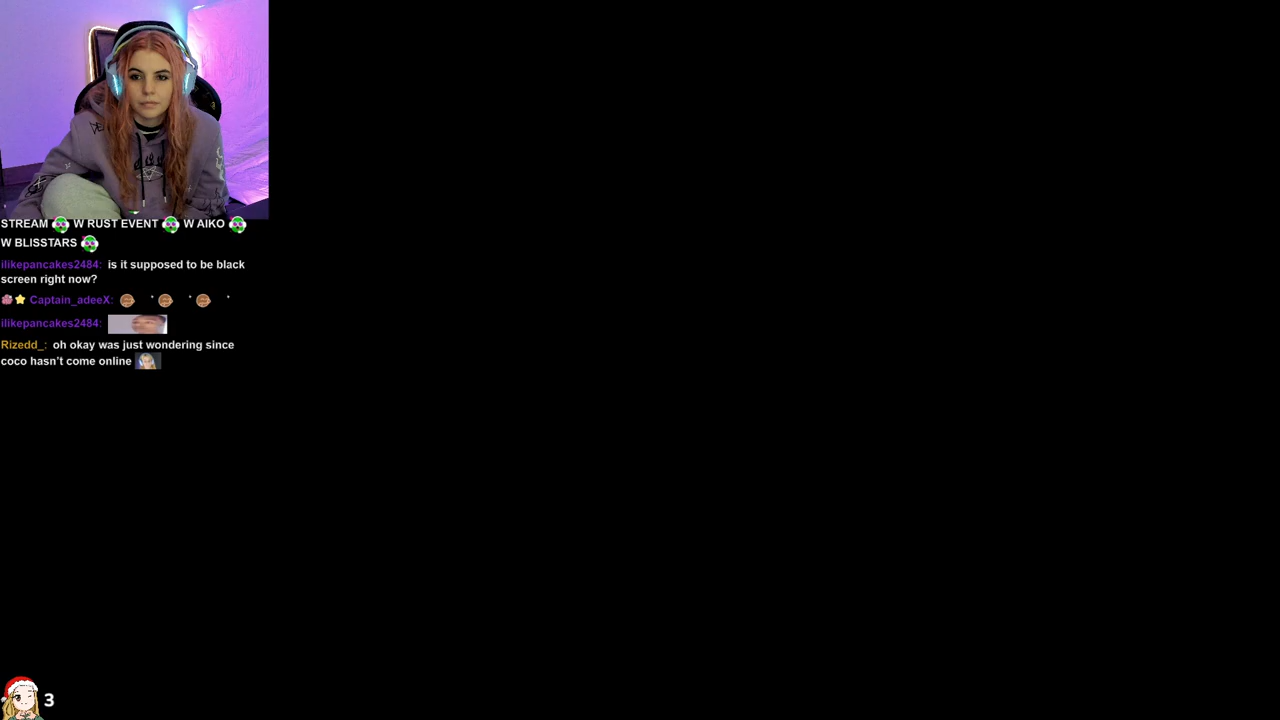 STREAM W RUST EVENT W AIKO
W BLISSTARS
ilikepancakes2484: is it supposed to be black
screen right now?
Captain_adeeX:
ilikepancakes2484:
Rizedd_: oh okay was just wondering since
coco hasn't come online
3